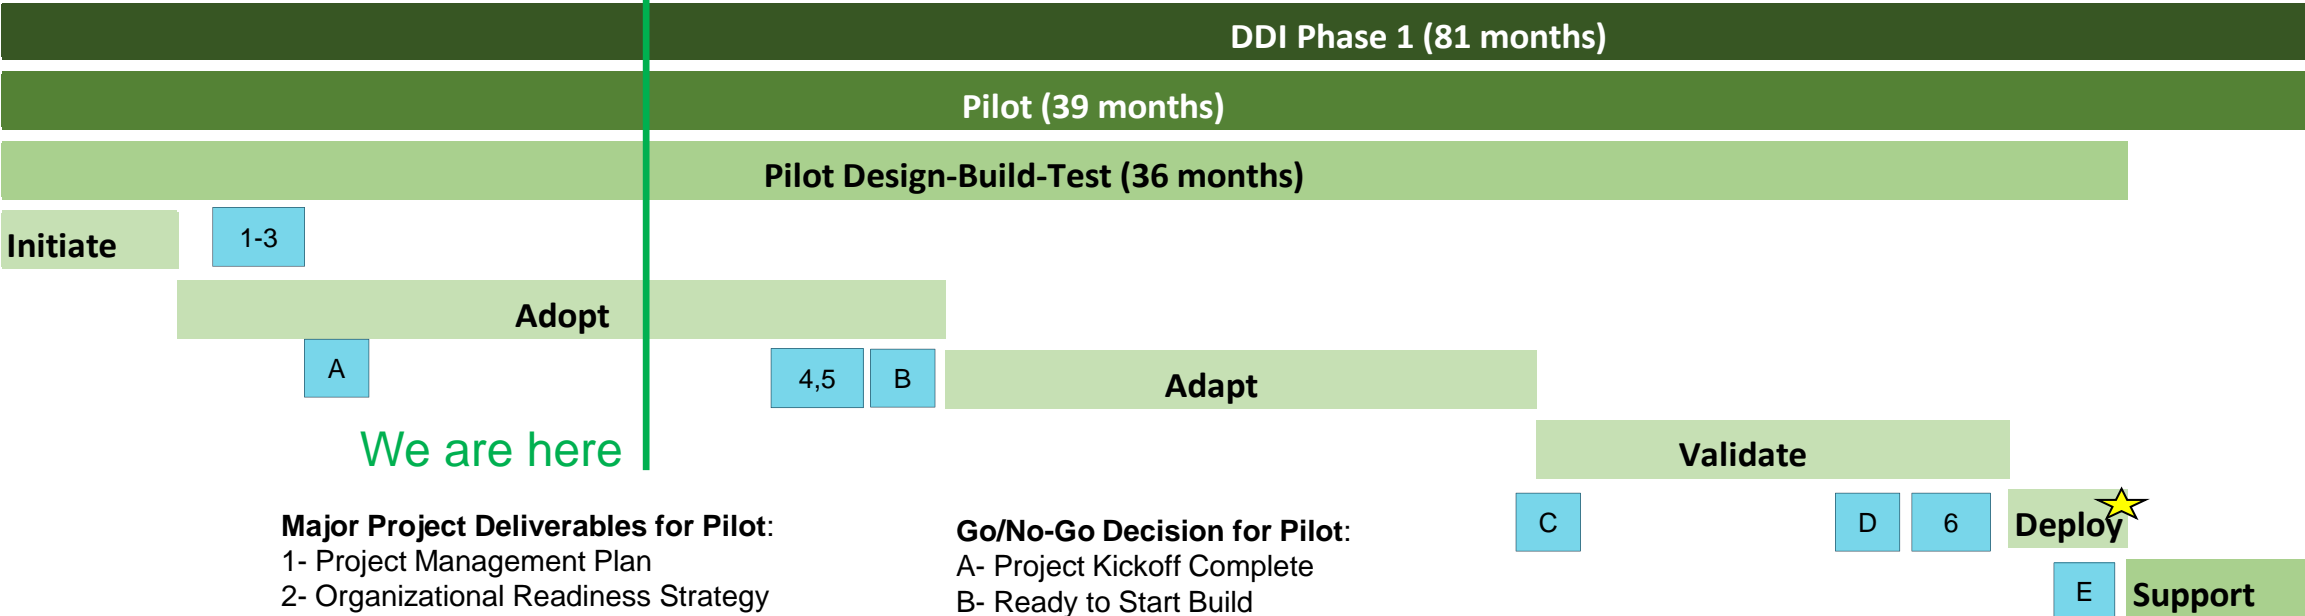 DDI Phase 1 (81 months)
Pilot (39 months)
Pilot Design-Build-Test (36 months)
Initiate
1-3
Adopt
A
4,5
B
Adapt
We are here
Validate
C
D
6
Deploy
E
Support
Major Project Deliverables for Pilot:
1- Project Management Plan
2- Organizational Readiness Strategy
Go/No-Go Decision for Pilot:
A- Project Kickoff Complete
B- Ready to Start Build